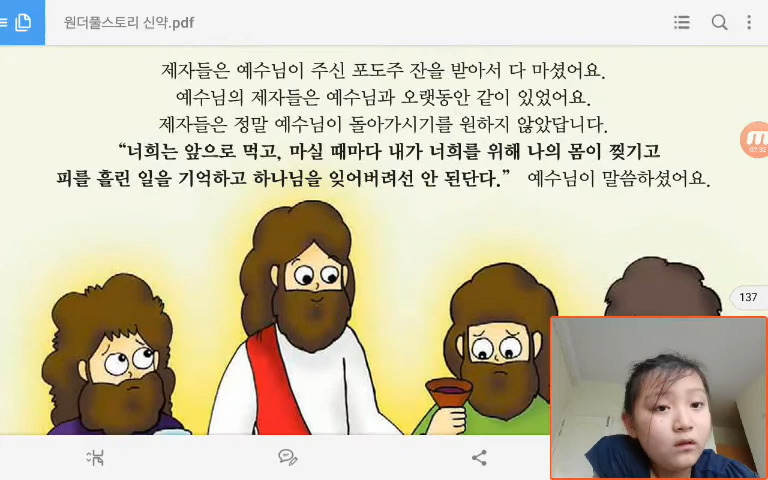 원더풀스토리 신약.pdf
제자들은 예수님이 주신 포도주 잔을 받아서 다 마셨어요.
예수님의 제자들은 예수님과 오랫동안 같이 있었어요.
제자들은 정말 예수님이 돌아가시기를 원하지 않았답니다.
“너희는 앞으로 먹고, 마실 때마다 내가 너희를 위해 나의 몸이 찢기고
피를 흘린 일을 기억하고 하나님을 잊어버려선 안 된단다.” 예수님이 말씀하셨어요.
07:32
137